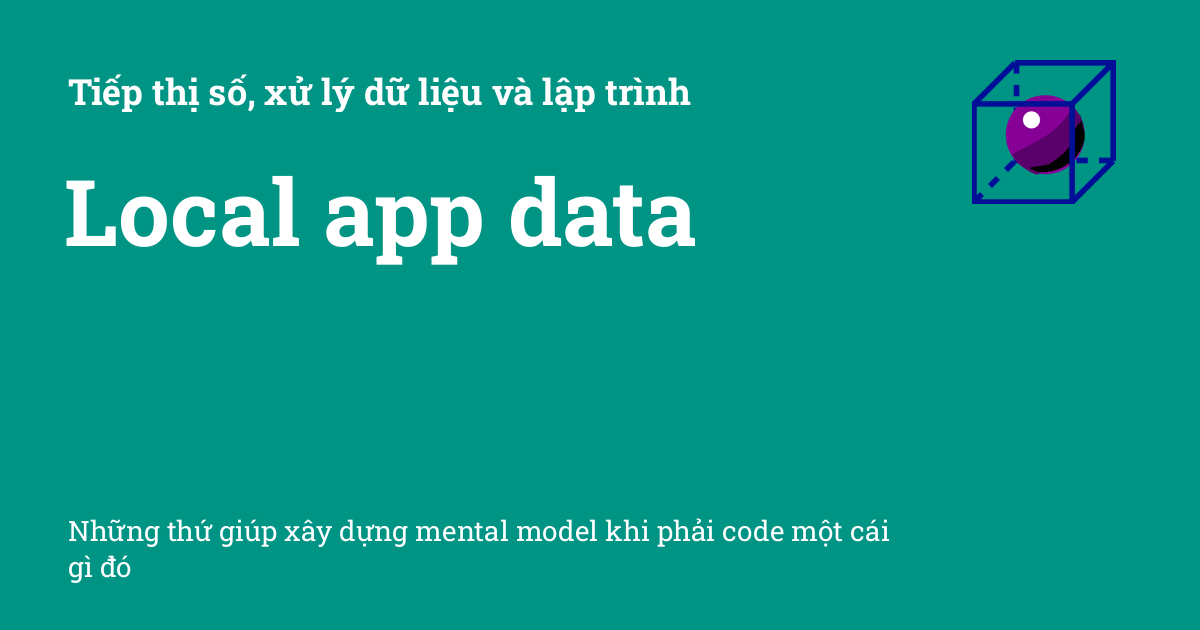 Tiếp thị số, xử lý dữ liệu và lập trình
Local app data
Những thứ giúp xây dựng mental model khi phải code một cái
gì đó